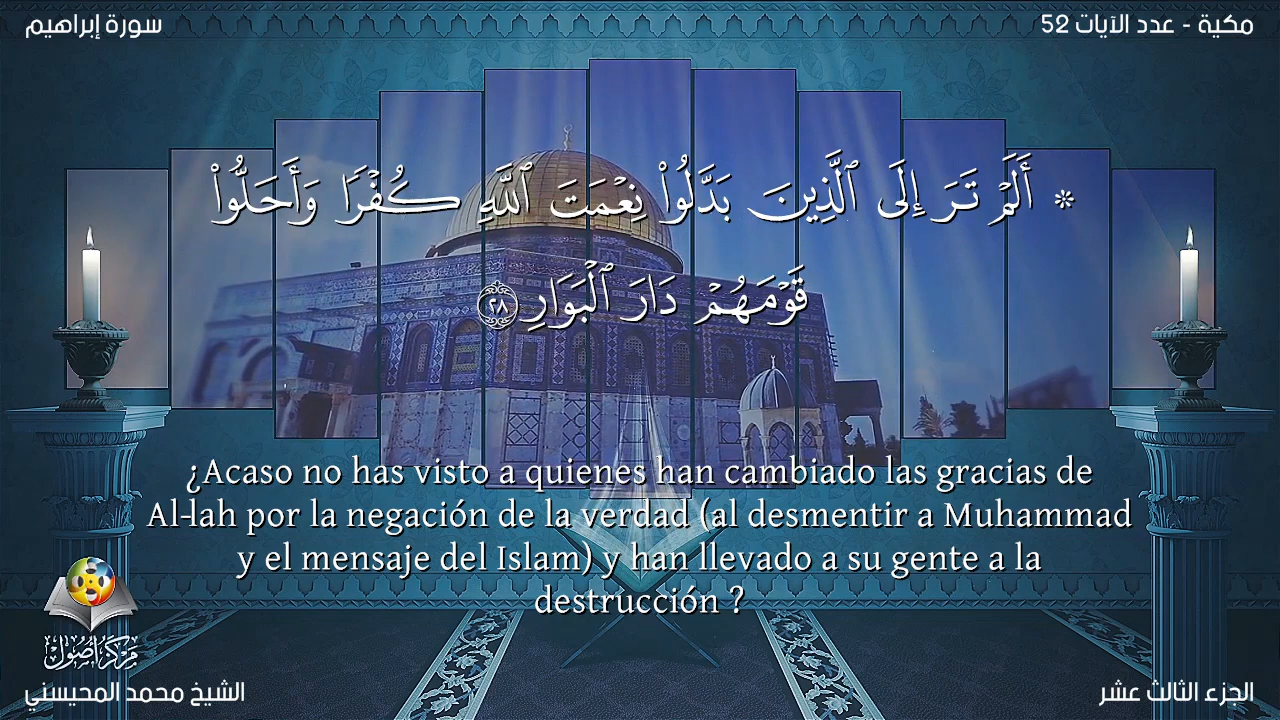 سورة إبراهيم
مكية - عدد الآيات 52
* أَلَمْ تَرَ إِلَى ٱلَّذِينَ بَدَّلُوا۟ نِعْمَتَ ٱللَّهِ كُفْرًا وَأَحَلُّوا۟
قَوْمَهُمْ دَارَ ٱلْبَوَارِ ٢٨
¿Acaso no has visto a quienes han cambiado las gracias de
Al-lah por la negación de la verdad (al desmentir a Muhammad
y el mensaje del Islam) y han llevado a su gente a la
destrucción ?
مركز أصول
الشيخ محمد المحيسني
الجزء الثالث عشر